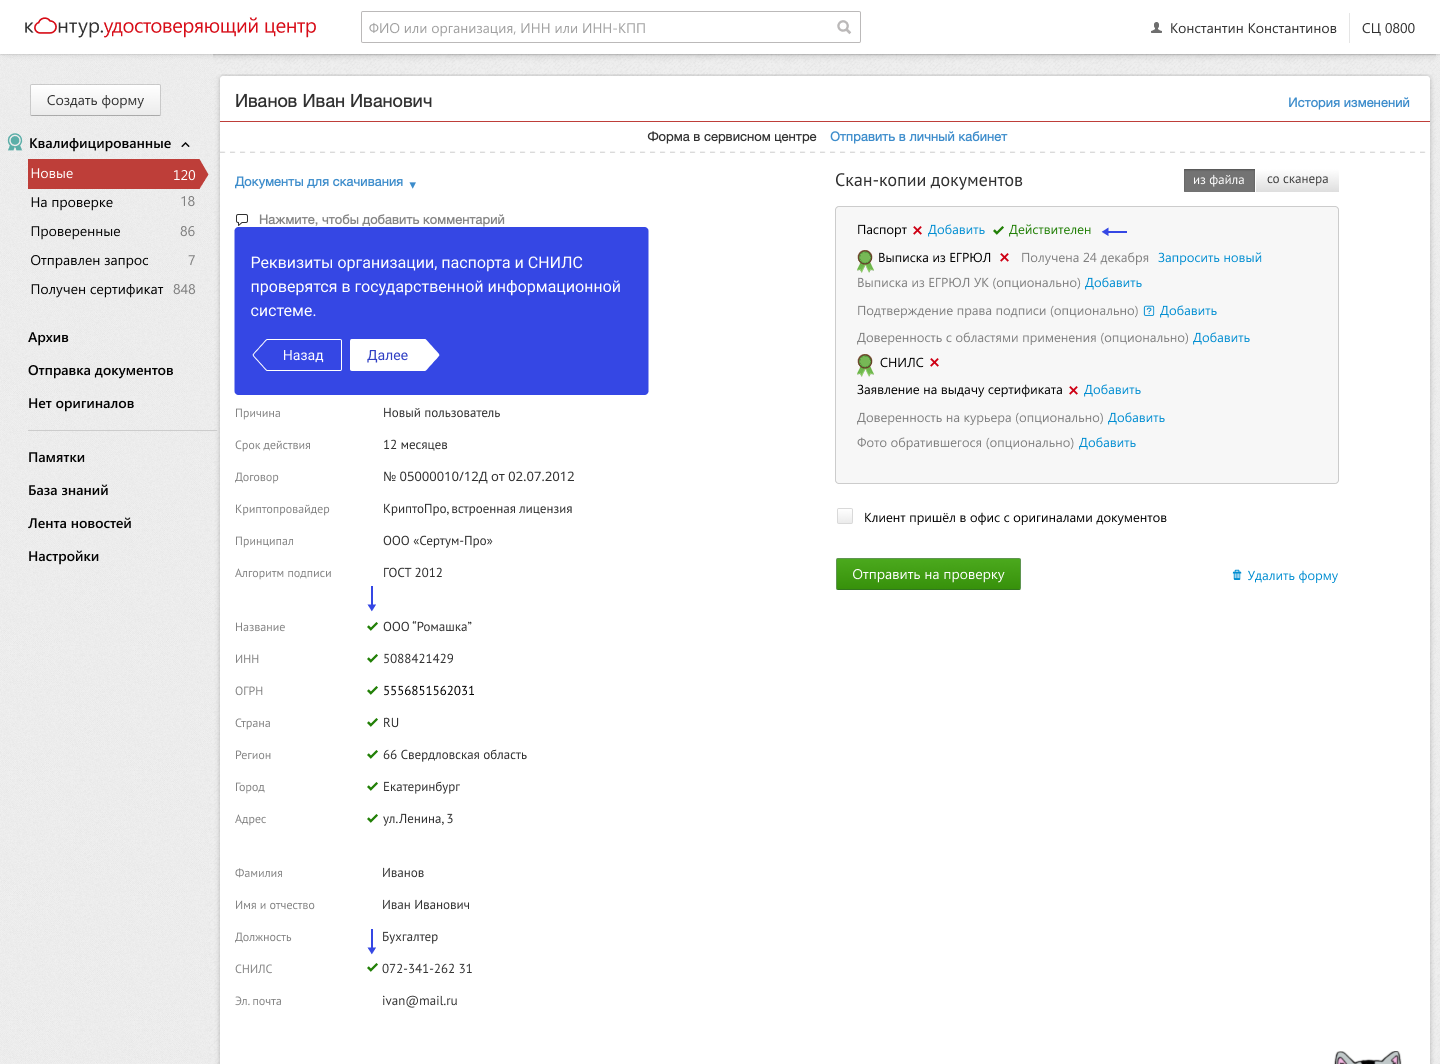 контур.удостоверяющий центр
ФИО или организация, ИНН или ИНН-КПП
Константин Константинов
СЦ 0800
Создать форму
Квалифицированные
Новые 120
На проверке 18
Проверенные 86
Отправлен запрос 7
Получен сертификат 848
Архив
Отправка документов
Нет оригиналов
Памятки
База знаний
Лента новостей
Настройки
Иванов Иван Иванович
История изменений
Форма в сервисном центре Отправить в личный кабинет
Документы для скачивания
Нажмите, чтобы добавить комментарий
Реквизиты организации, паспорта и СНИЛС
проверятся в государственной информационной
системе.
Назад Далее
Причина Новый пользователь
Срок действия 12 месяцев
Договор № 05000010/12Д от 02.07.2012
Криптопровайдер КриптоПро, встроенная лицензия
Принципал ООО «Сертум-Про»
Алгоритм подписи ГОСТ 2012
Название ООО “Ромашка”
ИНН 5088421429
ОГРН 5556851562031
Страна RU
Регион 66 Свердловская область
Город Екатеринбург
Адрес ул.Ленина, 3
Фамилия Иванов
Имя и отчество Иван Иванович
Должность Бухгалтер
СНИЛС 072-341-262 31
Эл. почта ivan@mail.ru
Скан-копии документов
из файла со сканера
Паспорт Добавить Действителен
Выписка из ЕГРЮЛ Получена 24 декабря Запросить новый
Выписка из ЕГРЮЛ УК (опционально) Добавить
Подтверждение права подписи (опционально) ? Добавить
Доверенность с областями применения (опционально) Добавить
СНИЛС
Заявление на выдачу сертификата Добавить
Доверенность на курьера (опционально) Добавить
Фото обратившегося (опционально) Добавить
Клиент пришёл в офис с оригиналами документов
Отправить на проверку
Удалить форму